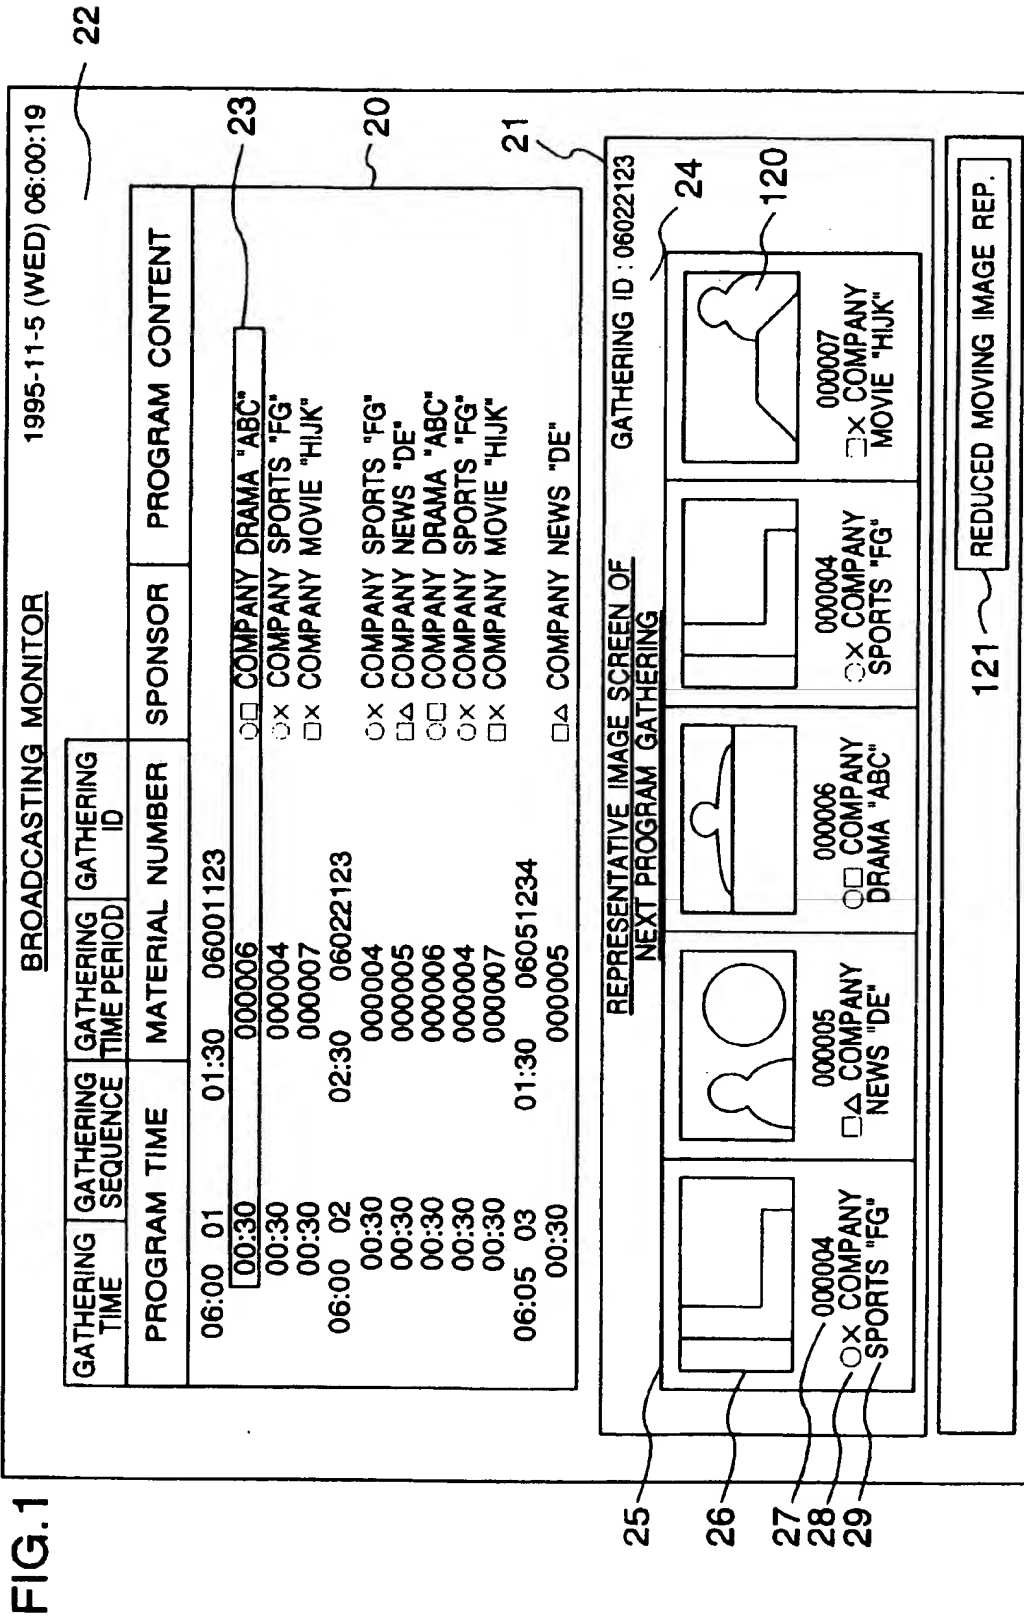 FIG.1
BROADCASTING MONITOR
1995-11-5 (WED) 06:00:19
22
GATHERING TIME
GATHERING SEQUENCE
GATHERING TIME PERIOD
GATHERING ID
PROGRAM TIME
MATERIAL NUMBER
SPONSOR
PROGRAM CONTENT
06:00 01 01:30 06001123
00:30 000006 ○□ COMPANY DRAMA "ABC"
23
00:30 000004 ○× COMPANY SPORTS "FG"
00:30 000007 □× COMPANY MOVIE "HIJK"
06:00 02 02:30 06022123
00:30 000004 ○× COMPANY SPORTS "FG"
20
00:30 000005 □△ COMPANY NEWS "DE"
00:30 000006 ○□ COMPANY DRAMA "ABC"
00:30 000004 ○× COMPANY SPORTS "FG"
00:30 000007 □× COMPANY MOVIE "HIJK"
06:05 03 01:30 06051234
00:30 000005 □△ COMPANY NEWS "DE"
21
REPRESENTATIVE IMAGE SCREEN OF
NEXT PROGRAM GATHERING
GATHERING ID : 06022123
24
25
26
120
27
000004
000005
000006
000004
000007
28
○× COMPANY
□△ COMPANY
○□ COMPANY
○× COMPANY
□× COMPANY
29
SPORTS "FG"
NEWS "DE"
DRAMA "ABC"
SPORTS "FG"
MOVIE "HIJK"
121
REDUCED MOVING IMAGE REP.